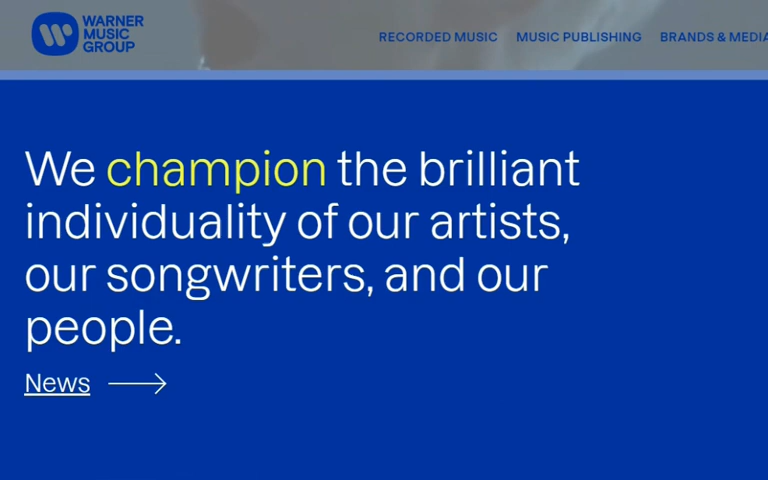 WARNER
MUSIC
GROUP
RECORDED MUSIC MUSIC PUBLISHING BRANDS & MEDIA
We champion the brilliant
individuality of our artists,
our songwriters, and our
people.
News